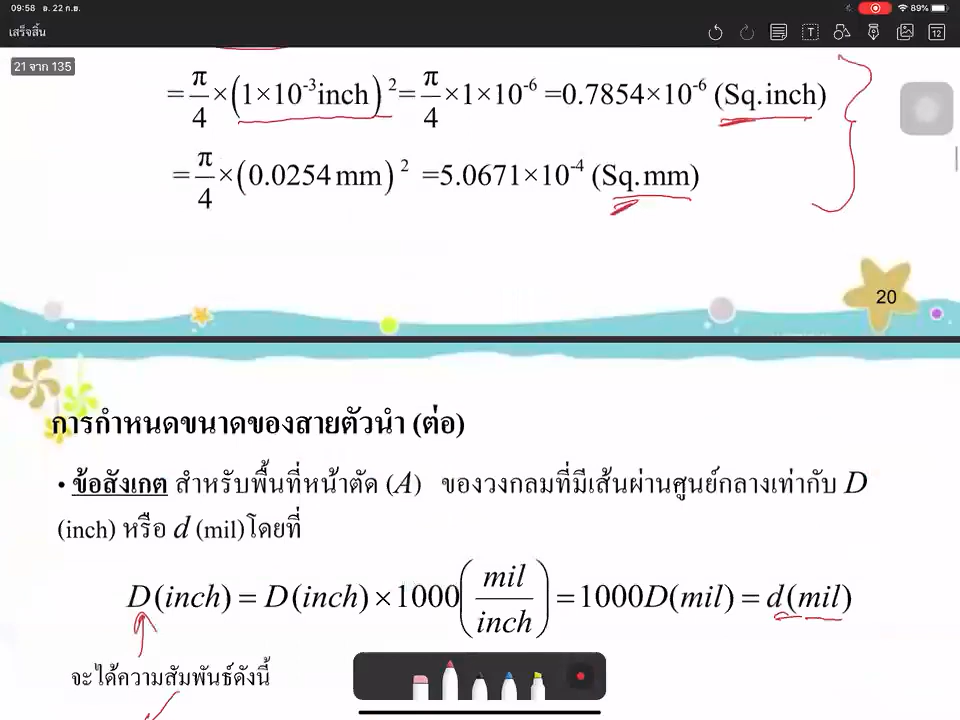 09:58 อ. 22 ก.ย.
89%
เสร็จสิ้น
12
21 จาก 135
= π/4 × (1×10⁻³ inch)² = π/4 × 1×10⁻⁶ = 0.7854×10⁻⁶ (Sq.inch)
= π/4 × (0.0254 mm)² = 5.0671×10⁻⁴ (Sq.mm)
20
การกำหนดขนาดของสายตัวนำ (ต่อ)
• ข้อสังเกต สำหรับพื้นที่หน้าตัด (A) ของวงกลมที่มีเส้นผ่านศูนย์กลางเท่ากับ D
(inch) หรือ d (mil)โดยที่
D(inch) = D(inch) × 1000(mil/inch) = 1000D(mil) = d(mil)
จะได้ความสัมพันธ์ดังนี้